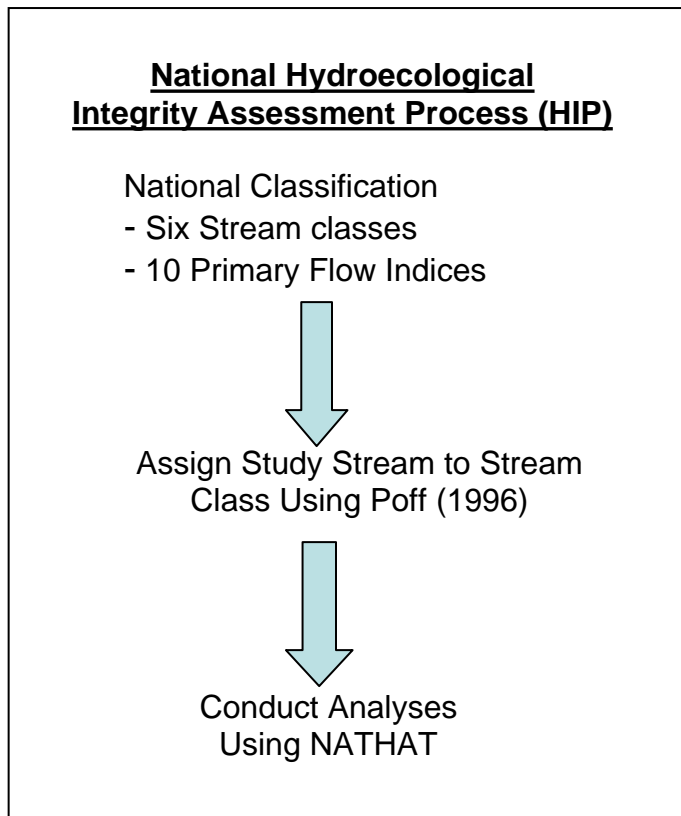 National Hydroecological
Integrity Assessment Process (HIP)
National Classification
- Six Stream classes
- 10 Primary Flow Indices
Assign Study Stream to Stream
Class Using Poff (1996)
Conduct Analyses
Using NATHAT